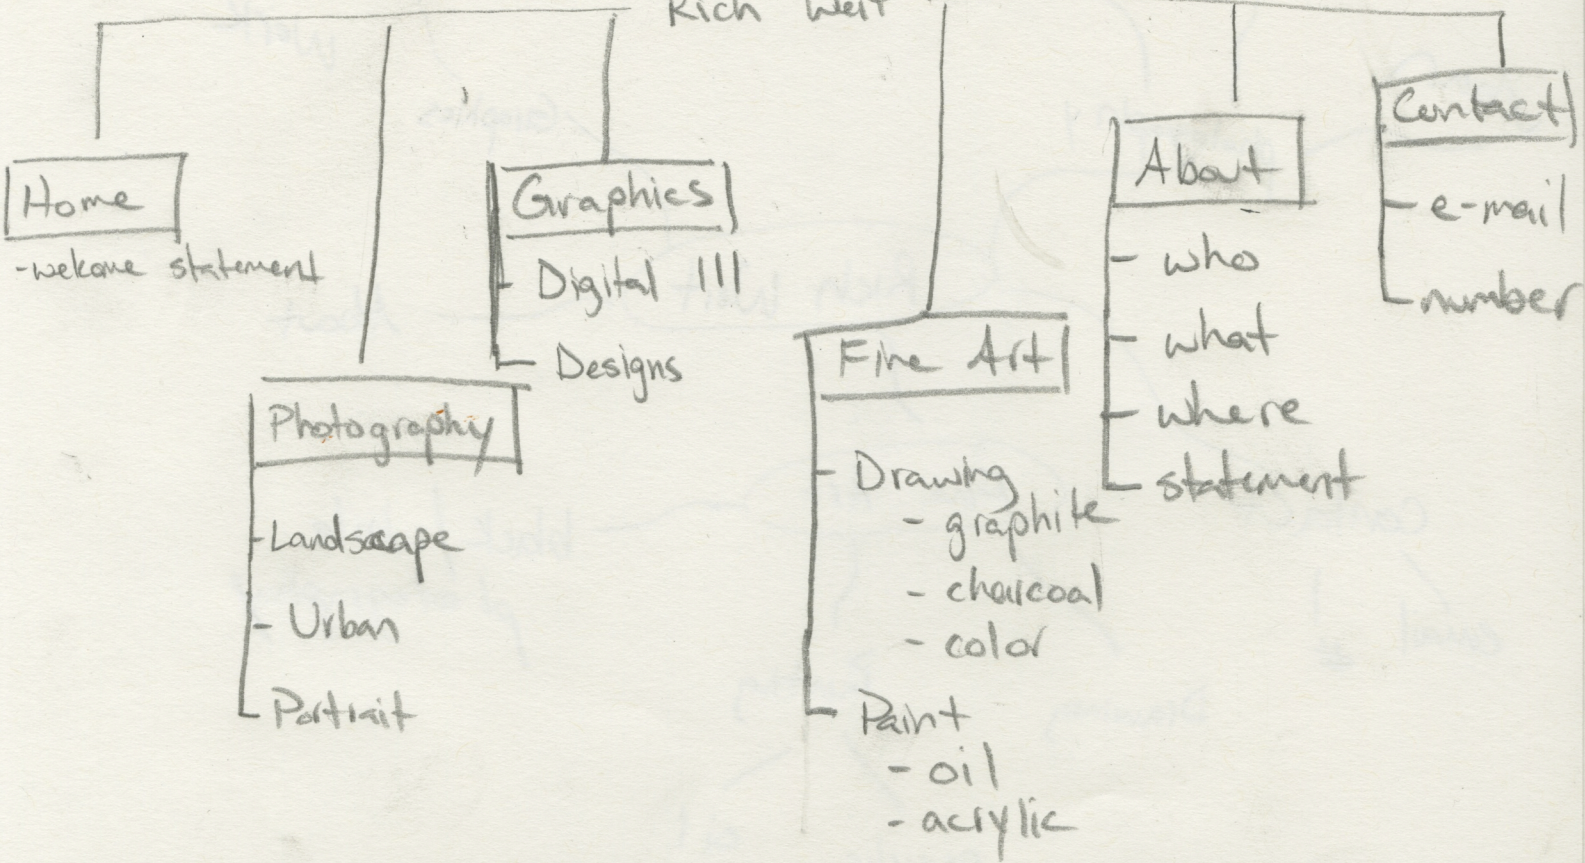 Rich Weit
Home
-welcome statement
Photography
-Landscape
- Urban
- Portrait
Graphics
- Digital III
- Designs
Fine Art
- Drawing
- graphite
- charcoal
- color
- Paint
- oil
- acrylic
About
- who
- what
- where
- statement
Contact
- e-mail
- number